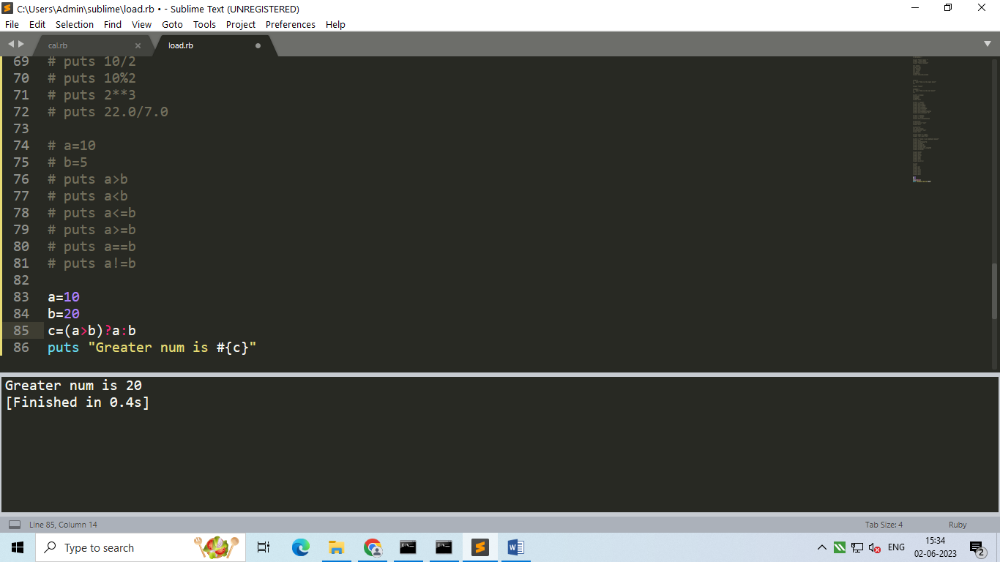 C:\Users\Admin\sublime\load.rb • - Sublime Text (UNREGISTERED)
File Edit Selection Find View Goto Tools Project Preferences Help
cal.rb load.rb
69 # puts 10/2
70 # puts 10%2
71 # puts 2**3
72 # puts 22.0/7.0
73
74 # a=10
75 # b=5
76 # puts a>b
77 # puts a<b
78 # puts a<=b
79 # puts a>=b
80 # puts a==b
81 # puts a!=b
82
83 a=10
84 b=20
85 c=(a>b)?a:b
86 puts "Greater num is #{c}"
Greater num is 20
[Finished in 0.4s]
Line 85, Column 14 Tab Size: 4 Ruby
Type to search ENG 15:34
02-06-2023 2